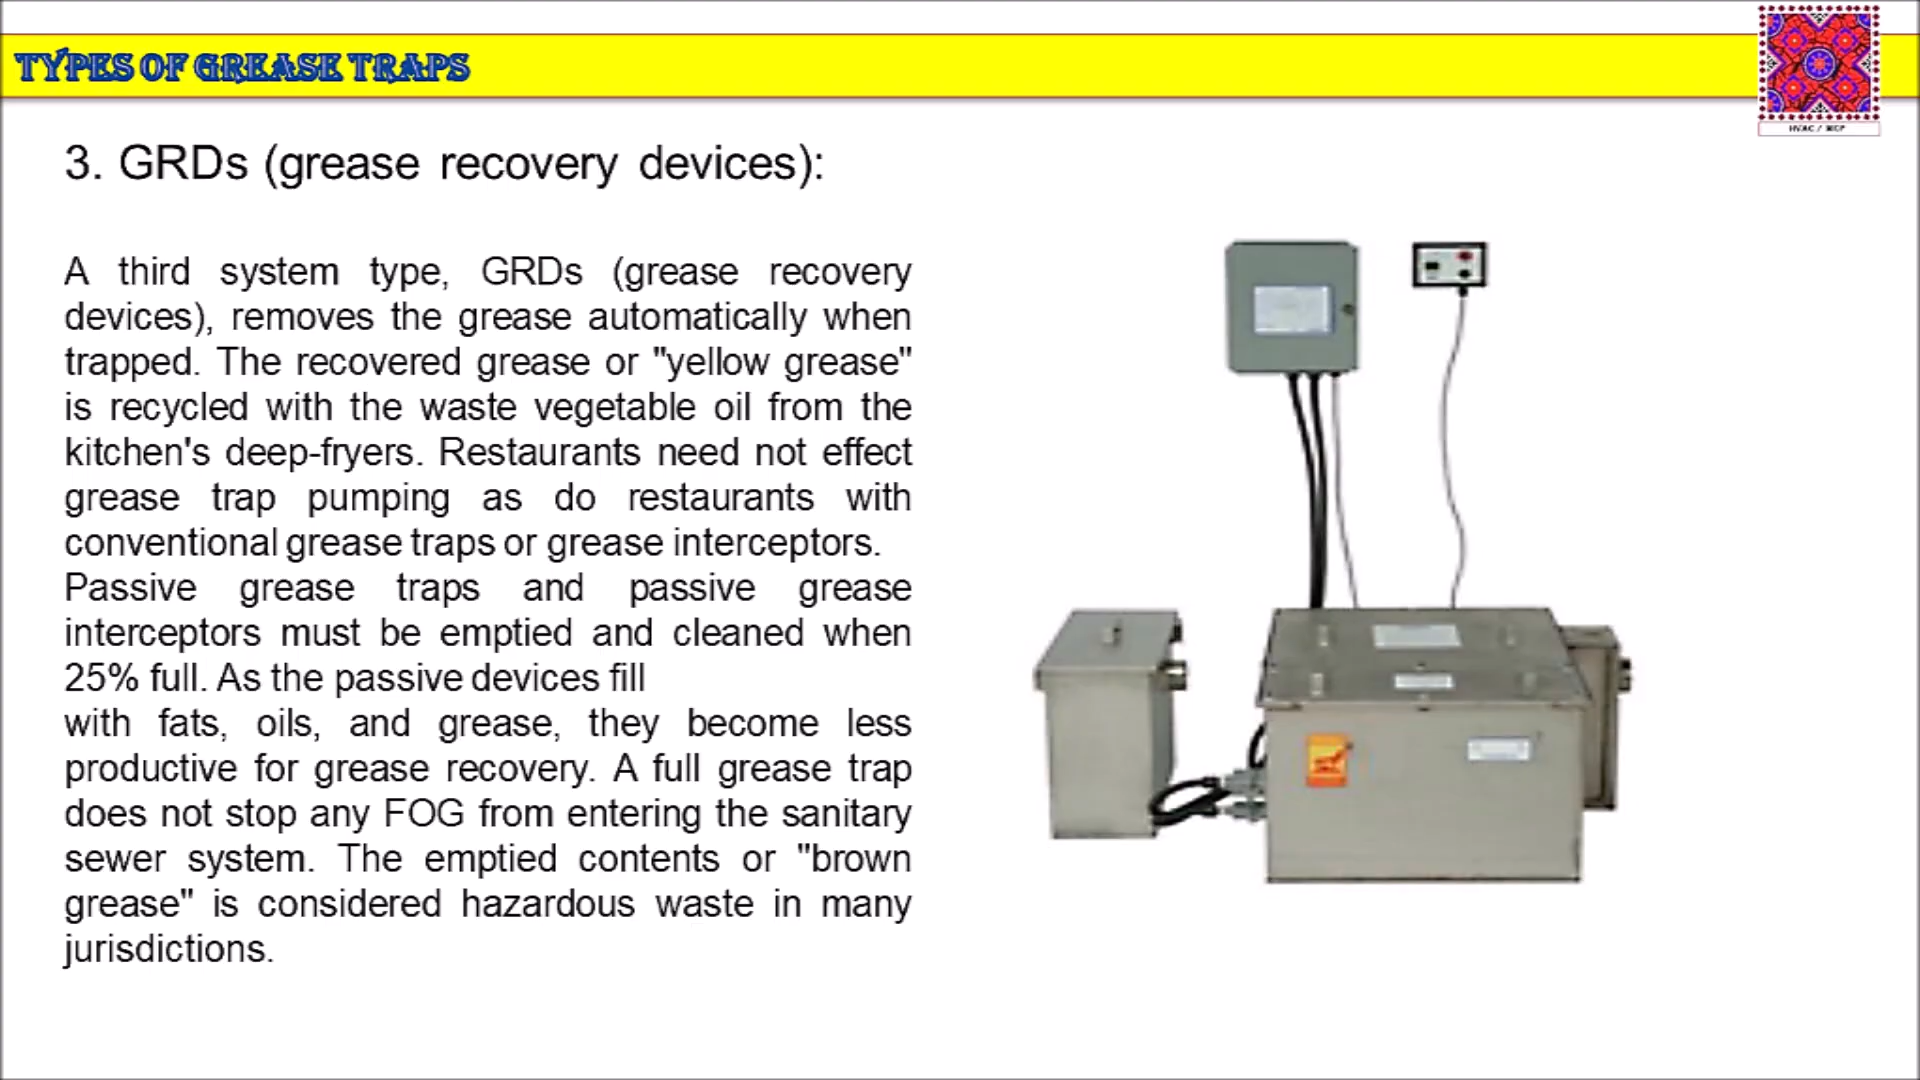 TYPES OF GREASE TRAPS
HVAC / MEP
3. GRDs (grease recovery devices):
A third system type, GRDs (grease recovery
devices), removes the grease automatically when
trapped. The recovered grease or "yellow grease"
is recycled with the waste vegetable oil from the
kitchen's deep-fryers. Restaurants need not effect
grease trap pumping as do restaurants with
conventional grease traps or grease interceptors.
Passive grease traps and passive grease
interceptors must be emptied and cleaned when
25% full. As the passive devices fill
with fats, oils, and grease, they become less
productive for grease recovery. A full grease trap
does not stop any FOG from entering the sanitary
sewer system. The emptied contents or "brown
grease" is considered hazardous waste in many
jurisdictions.